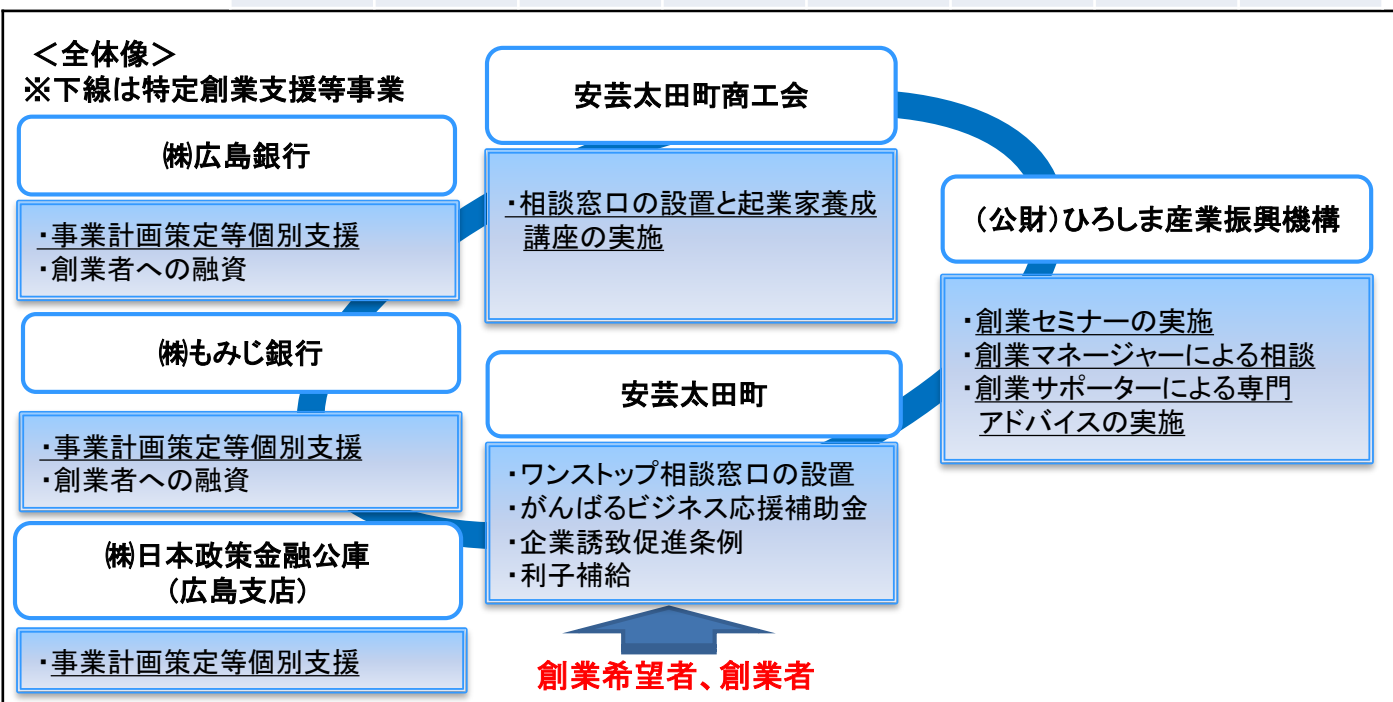 ＜全体像＞
※下線は特定創業支援等事業
㈱広島銀行
・事業計画策定等個別支援
・創業者への融資
㈱もみじ銀行
・事業計画策定等個別支援
・創業者への融資
㈱日本政策金融公庫
（広島支店）
・事業計画策定等個別支援
安芸太田町商工会
・相談窓口の設置と起業家養成
講座の実施
安芸太田町
・ワンストップ相談窓口の設置
・がんばるビジネス応援補助金
・企業誘致促進条例
・利子補給
創業希望者、創業者
（公財）ひろしま産業振興機構
・創業セミナーの実施
・創業マネージャーによる相談
・創業サポーターによる専門
アドバイスの実施